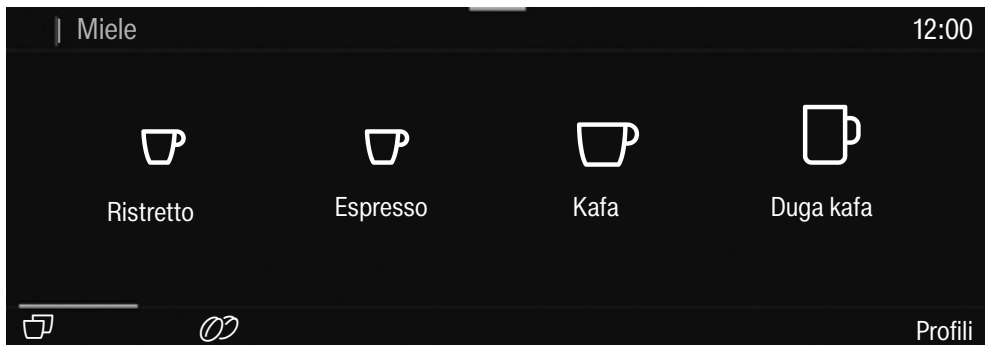 Miele
12:00
Ristretto
Espresso
Kafa
Duga kafa
Profili